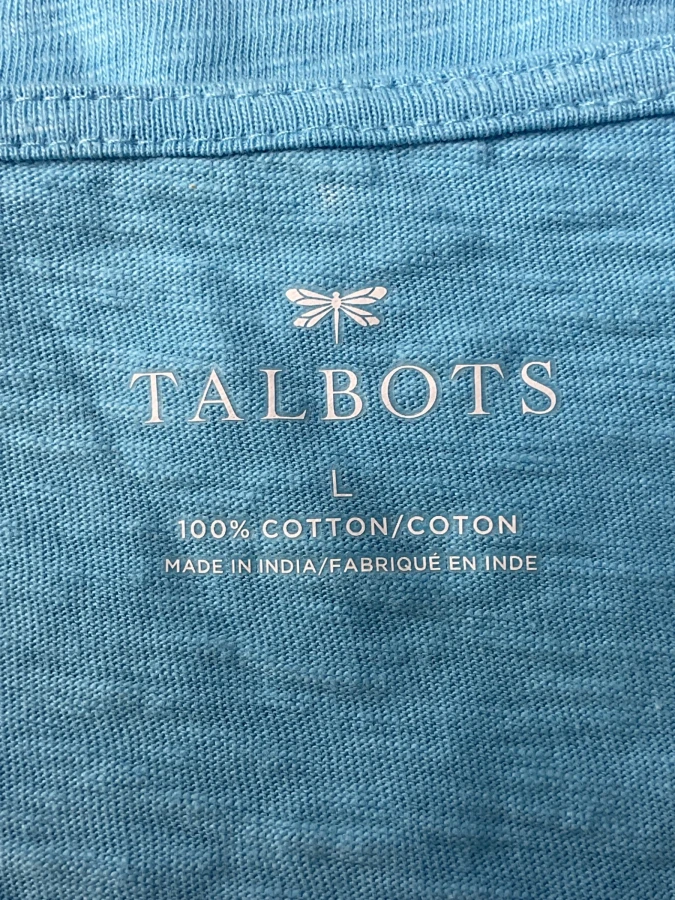 TALBOTS
L
100% COTTON/COTON
MADE IN INDIA/FABRIQUÉ EN INDE